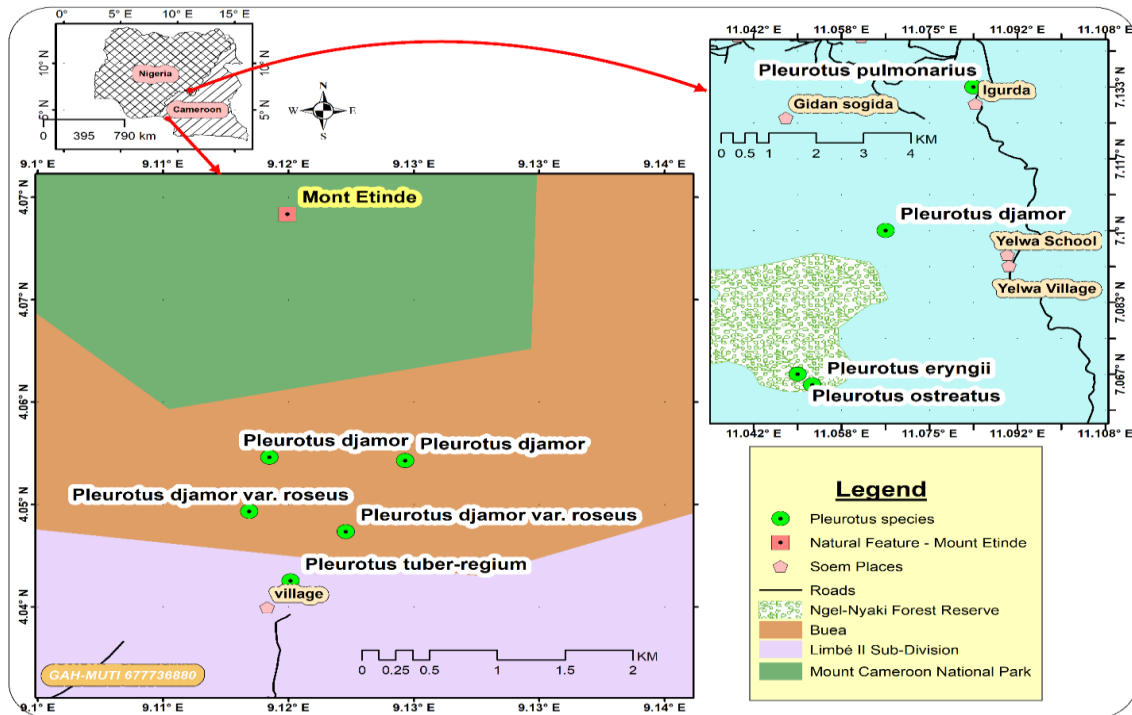 0° 5°E 10°E 15°E
10°N 10°N
Nigeria
5°N 5°N
Cameroon
0 395 790 km
N
W E
S
9.1° E 9.11° E 9.12° E 9.13° E 9.13° E 9.14° E
4.07° N
4.07° N
4.06° N
4.05° N
4.04° N
Mont Etinde
Pleurotus djamor
Pleurotus djamor
Pleurotus djamor var. roseus
Pleurotus djamor var. roseus
Pleurotus tuber-regium
village
0 0.25 0.5 1 1.5 2
KM
GAH-MUTI 677736880
9.1° E 9.11° E 9.12° E 9.13° E 9.13° E 9.14° E
11.042° E 11.058° E 11.075° E 11.092° E 11.108° E
Pleurotus pulmonarius
Igurda
Gidan sogida
0 0.5 1 2 3 4
KM
Pleurotus djamor
Yelwa School
Yelwa Village
Pleurotus eryngii
Pleurotus ostreatus
7.133° N
7.117° N
7.1° N
7.083° N
7.067° N
11.042° E 11.058° E 11.075° E 11.092° E 11.108° E
Legend
Pleurotus species
Natural Feature - Mount Etinde
Soem Places
Roads
Ngel-Nyaki Forest Reserve
Buea
Limbé II Sub-Division
Mount Cameroon National Park